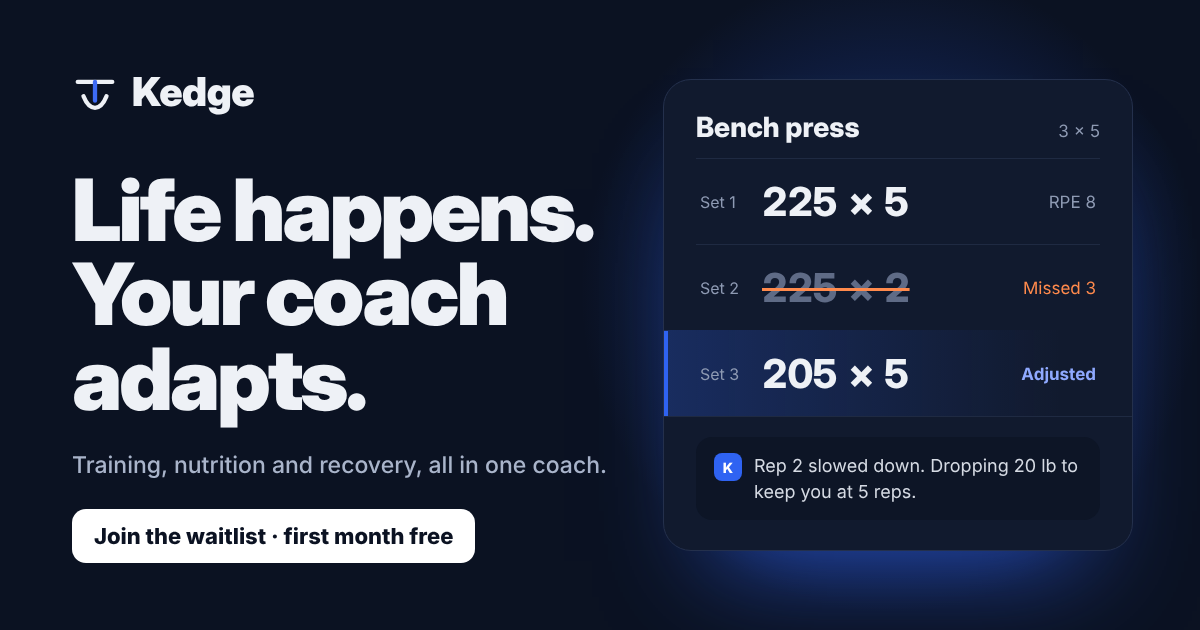 Kedge
Life happens.
Your coach
adapts.
Training, nutrition and recovery, all in one coach.
Join the waitlist · first month free
Bench press
3 × 5
Set 1
225 × 5
RPE 8
Set 2
225 × 2
Missed 3
Set 3
205 × 5
Adjusted
K
Rep 2 slowed down. Dropping 20 lb to
keep you at 5 reps.